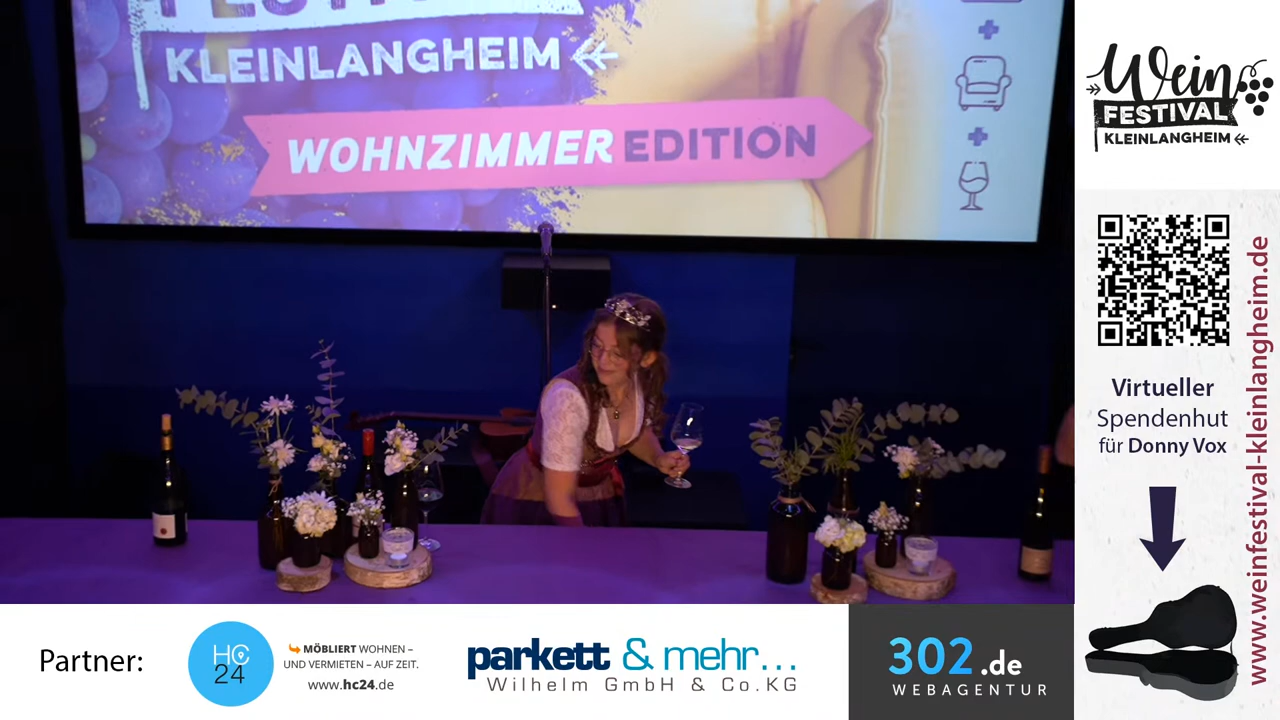 FESTIVAL
KLEINLANGHEIM
WOHNZIMMER EDITION
Wein
FESTIVAL
KLEINLANGHEIM
Virtueller
Spendenhut
für Donny Vox
www.weinfestival-kleinlangheim.de
Partner:
HC
24
MÖBLIERT WOHNEN –
UND VERMIETEN – AUF ZEIT.
www.hc24.de
parkett & mehr...
Wilhelm GmbH & Co.KG
302.de
WEBAGENTUR